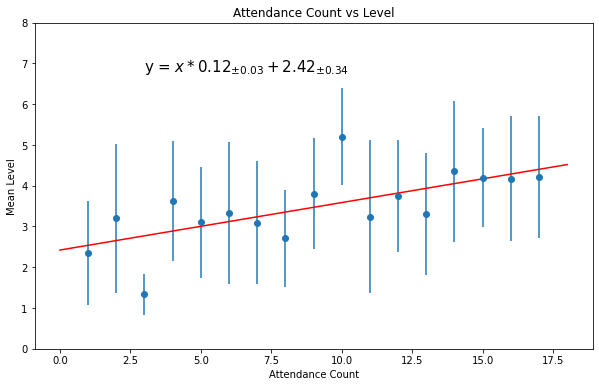 Attendance Count vs Level
8
7
6
5
4
3
2
1
0
Mean Level
y = x * 0.12±0.03 + 2.42±0.34
0.0 2.5 5.0 7.5 10.0 12.5 15.0 17.5
Attendance Count